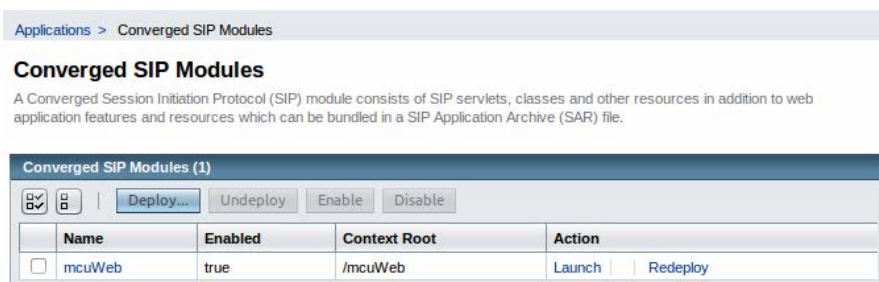 Applications > Converged SIP Modules
Converged SIP Modules
A Converged Session Initiation Protocol (SIP) module consists of SIP servlets, classes and other resources in addition to web
application features and resources which can be bundled in a SIP Application Archive (SAR) file.
Converged SIP Modules (1)
Deploy... Undeploy Enable Disable
Name Enabled Context Root Action
mcuWeb true /mcuWeb Launch Redeploy